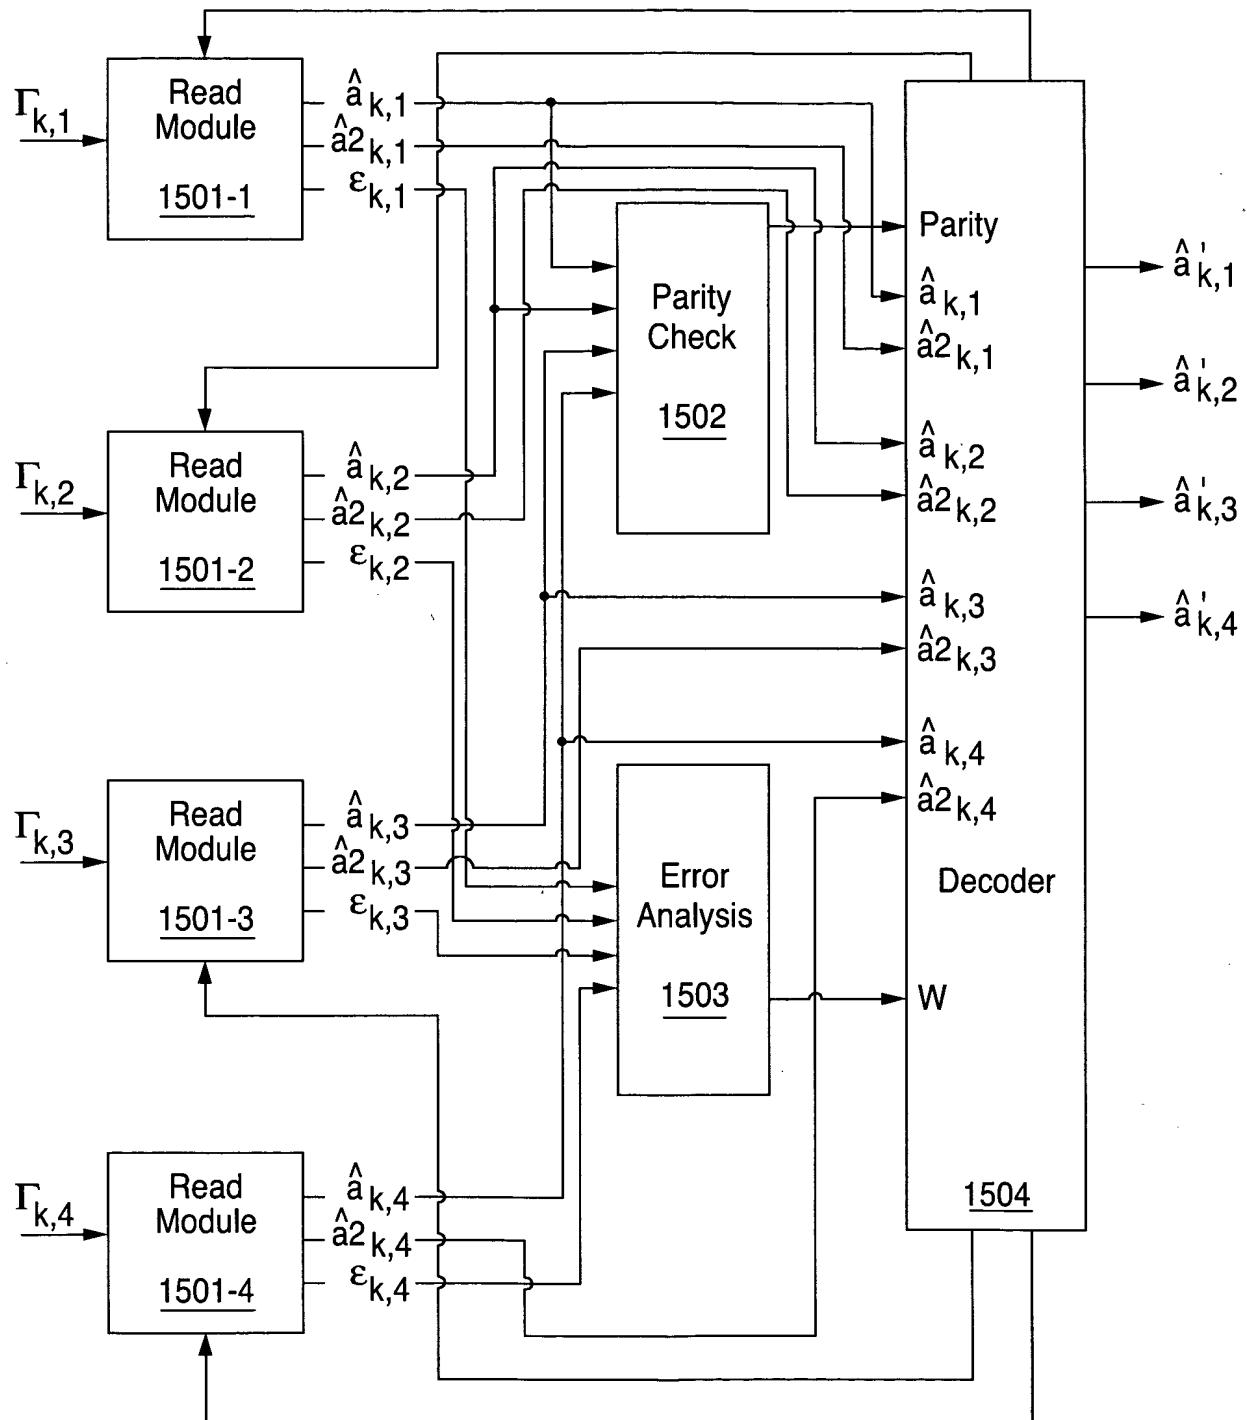 Γk,1
Read
Module
1501-1
âk,1
â2k,1
εk,1
Γk,2
Read
Module
1501-2
âk,2
â2k,2
εk,2
Γk,3
Read
Module
1501-3
âk,3
â2k,3
εk,3
Γk,4
Read
Module
1501-4
âk,4
â2k,4
εk,4
Parity
Check
1502
Error
Analysis
1503
Parity
âk,1
â2k,1
âk,2
â2k,2
âk,3
â2k,3
âk,4
â2k,4
Decoder
W
1504
â'k,1
â'k,2
â'k,3
â'k,4